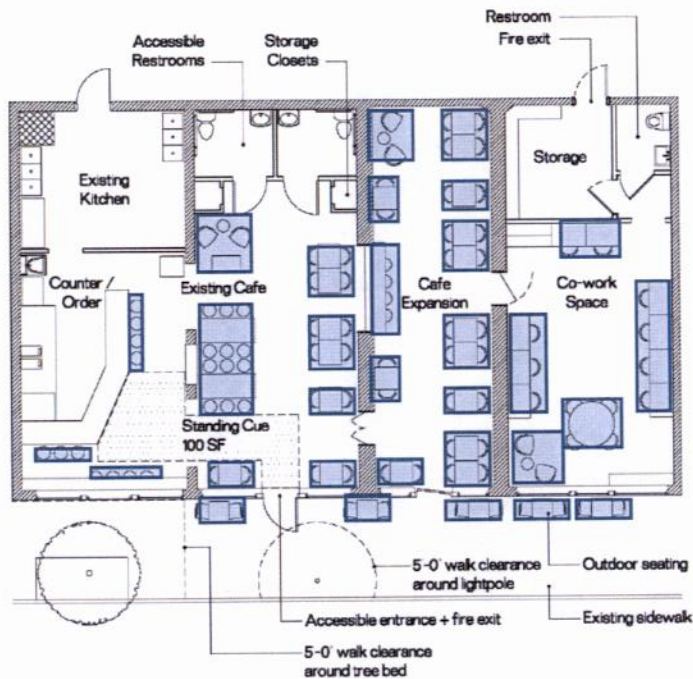 Restroom
Fire exit
Accessible
Restrooms
Storage
Closets
Existing
Kitchen
Storage
Counter /
Order
Existing Cafe
Cafe
Expansion
Co-work
Space
Standing Cue
100 SF
5'-0" walk clearance
around lightpole
Outdoor seating
Accessible entrance + fire exit
Existing sidewalk
5'-0" walk clearance
around tree bed